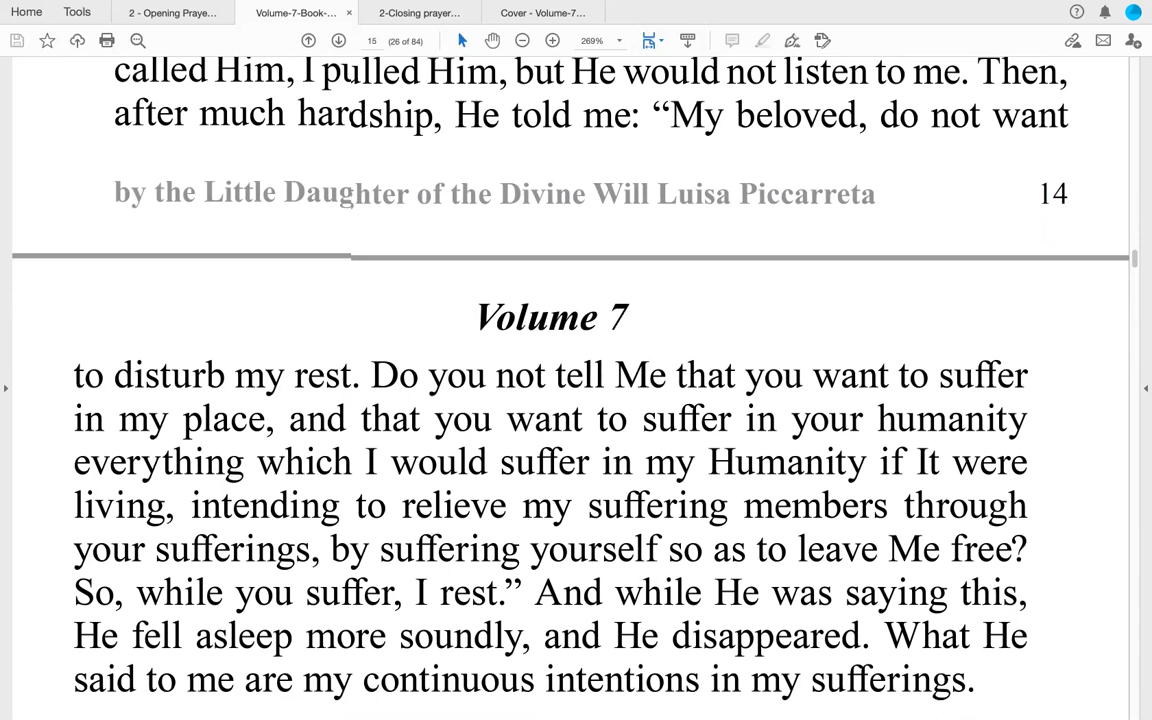 Home Tools 2 - Opening Praye... Volume-7-Book-... × 2-Closing prayer... Cover - Volume-7...
15 (26 of 84) 269%
called Him, I pulled Him, but He would not listen to me. Then,
after much hardship, He told me: “My beloved, do not want
by the Little Daughter of the Divine Will Luisa Piccarreta 14
Volume 7
to disturb my rest. Do you not tell Me that you want to suffer
in my place, and that you want to suffer in your humanity
everything which I would suffer in my Humanity if It were
living, intending to relieve my suffering members through
your sufferings, by suffering yourself so as to leave Me free?
So, while you suffer, I rest.” And while He was saying this,
He fell asleep more soundly, and He disappeared. What He
said to me are my continuous intentions in my sufferings.